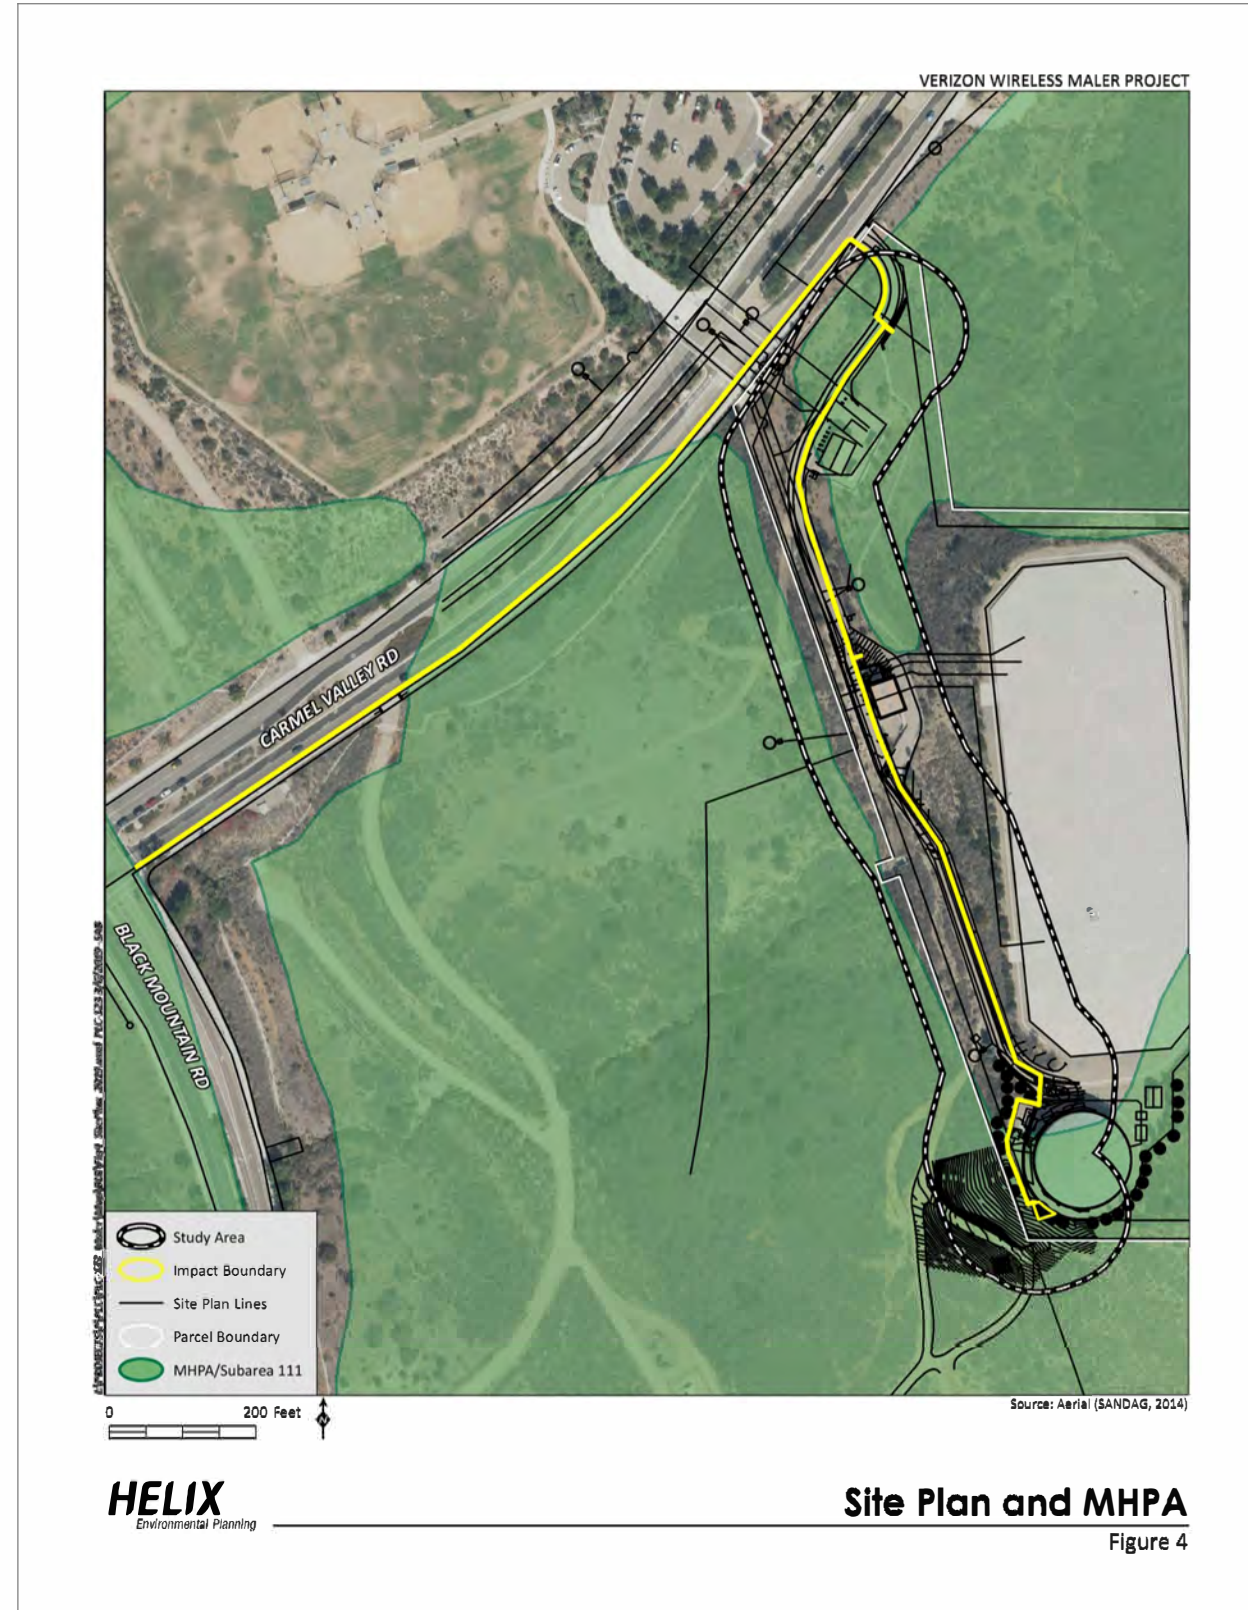 VERIZON WIRELESS MALER PROJECT
CARMEL VALLEY RD
BLACK MOUNTAIN RD
Study Area
Impact Boundary
Site Plan Lines
Parcel Boundary
MHPA/Subarea 111
0 200 Feet
N
Source: Aerial (SANDAG, 2014)
HELIX
Environmental Planning
Site Plan and MHPA
Figure 4